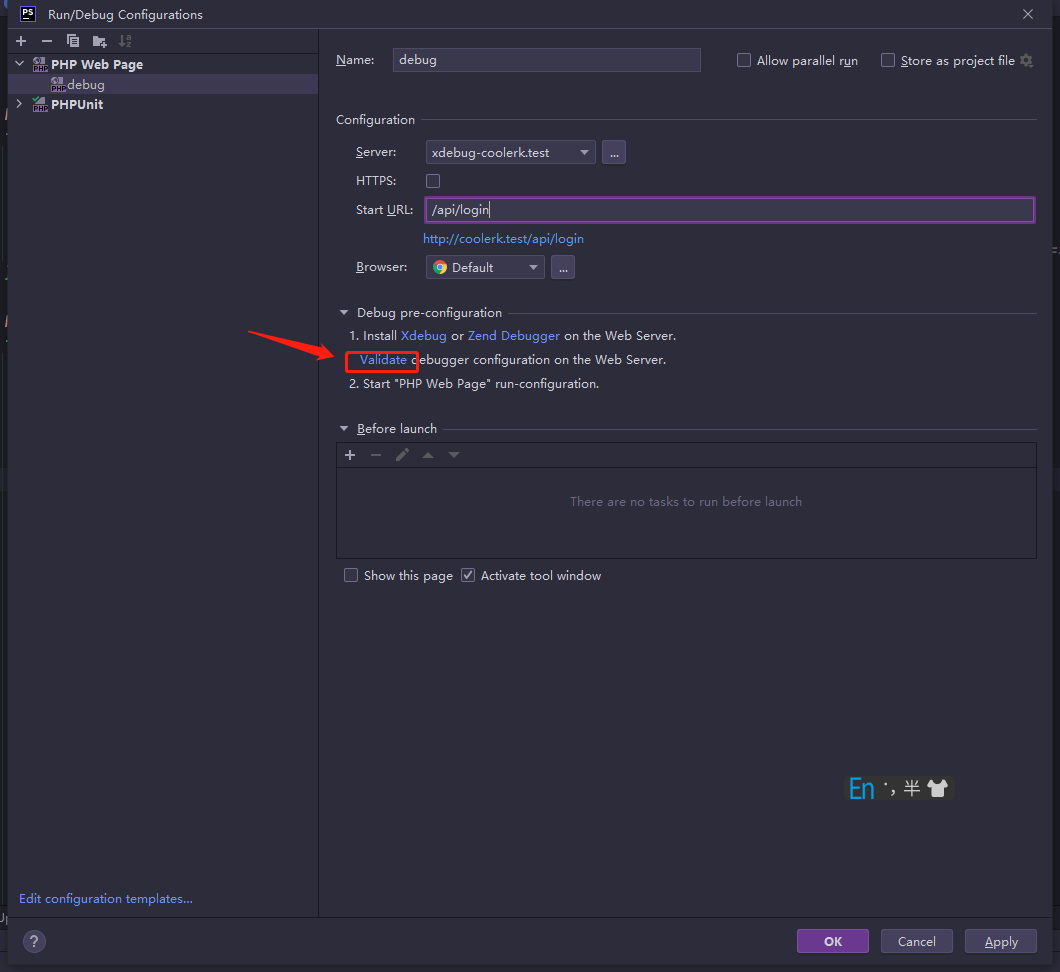 PS Run/Debug Configurations
PHP Web Page
debug
PHPUnit
Name: debug
Allow parallel run
Store as project file
Configuration
Server: xdebug-coolerk.test ...
HTTPS:
Start URL: /api/login
http://coolerk.test/api/login
Browser: Default ...
Debug pre-configuration
1. Install Xdebug or Zend Debugger on the Web Server.
Validate debugger configuration on the Web Server.
2. Start "PHP Web Page" run-configuration.
Before launch
There are no tasks to run before launch
Show this page
Activate tool window
En 半
Edit configuration templates...
?
OK
Cancel
Apply